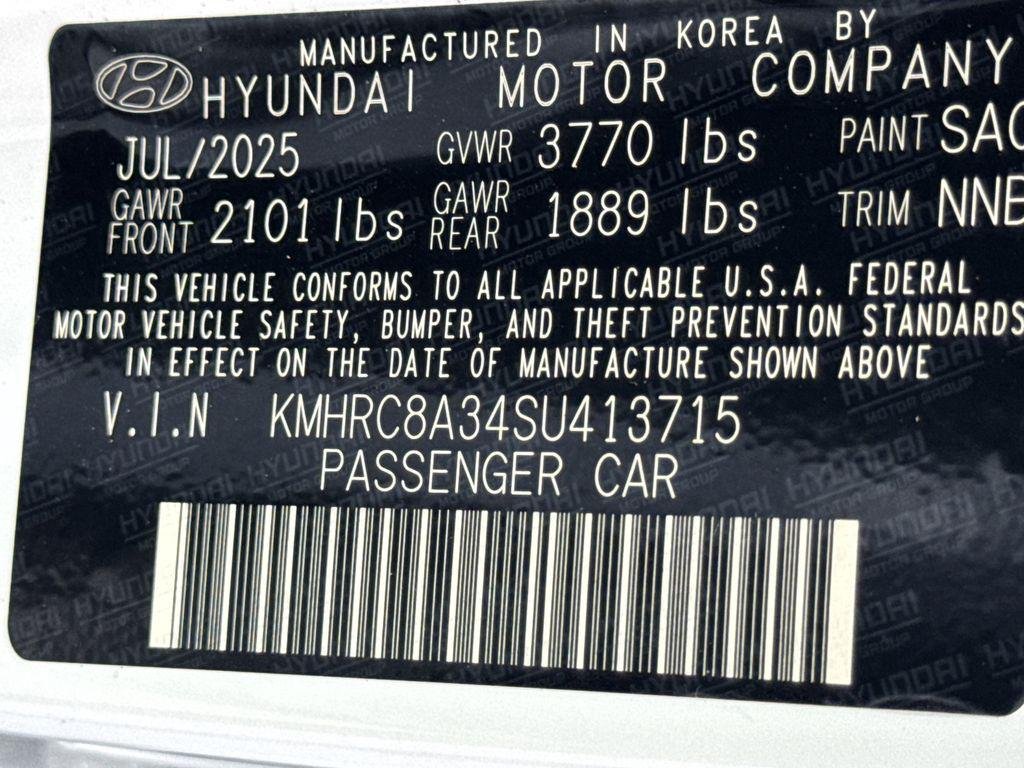 MANUFACTURED IN KOREA BY
HYUNDAI MOTOR COMPANY
JUL/2025 GVWR 3770 lbs PAINT SAC
GAWR FRONT 2101 lbs GAWR REAR 1889 lbs TRIM NNB
THIS VEHICLE CONFORMS TO ALL APPLICABLE U.S.A. FEDERAL
MOTOR VEHICLE SAFETY, BUMPER, AND THEFT PREVENTION STANDARDS
IN EFFECT ON THE DATE OF MANUFACTURE SHOWN ABOVE
V.I.N KMHRC8A34SU413715
PASSENGER CAR